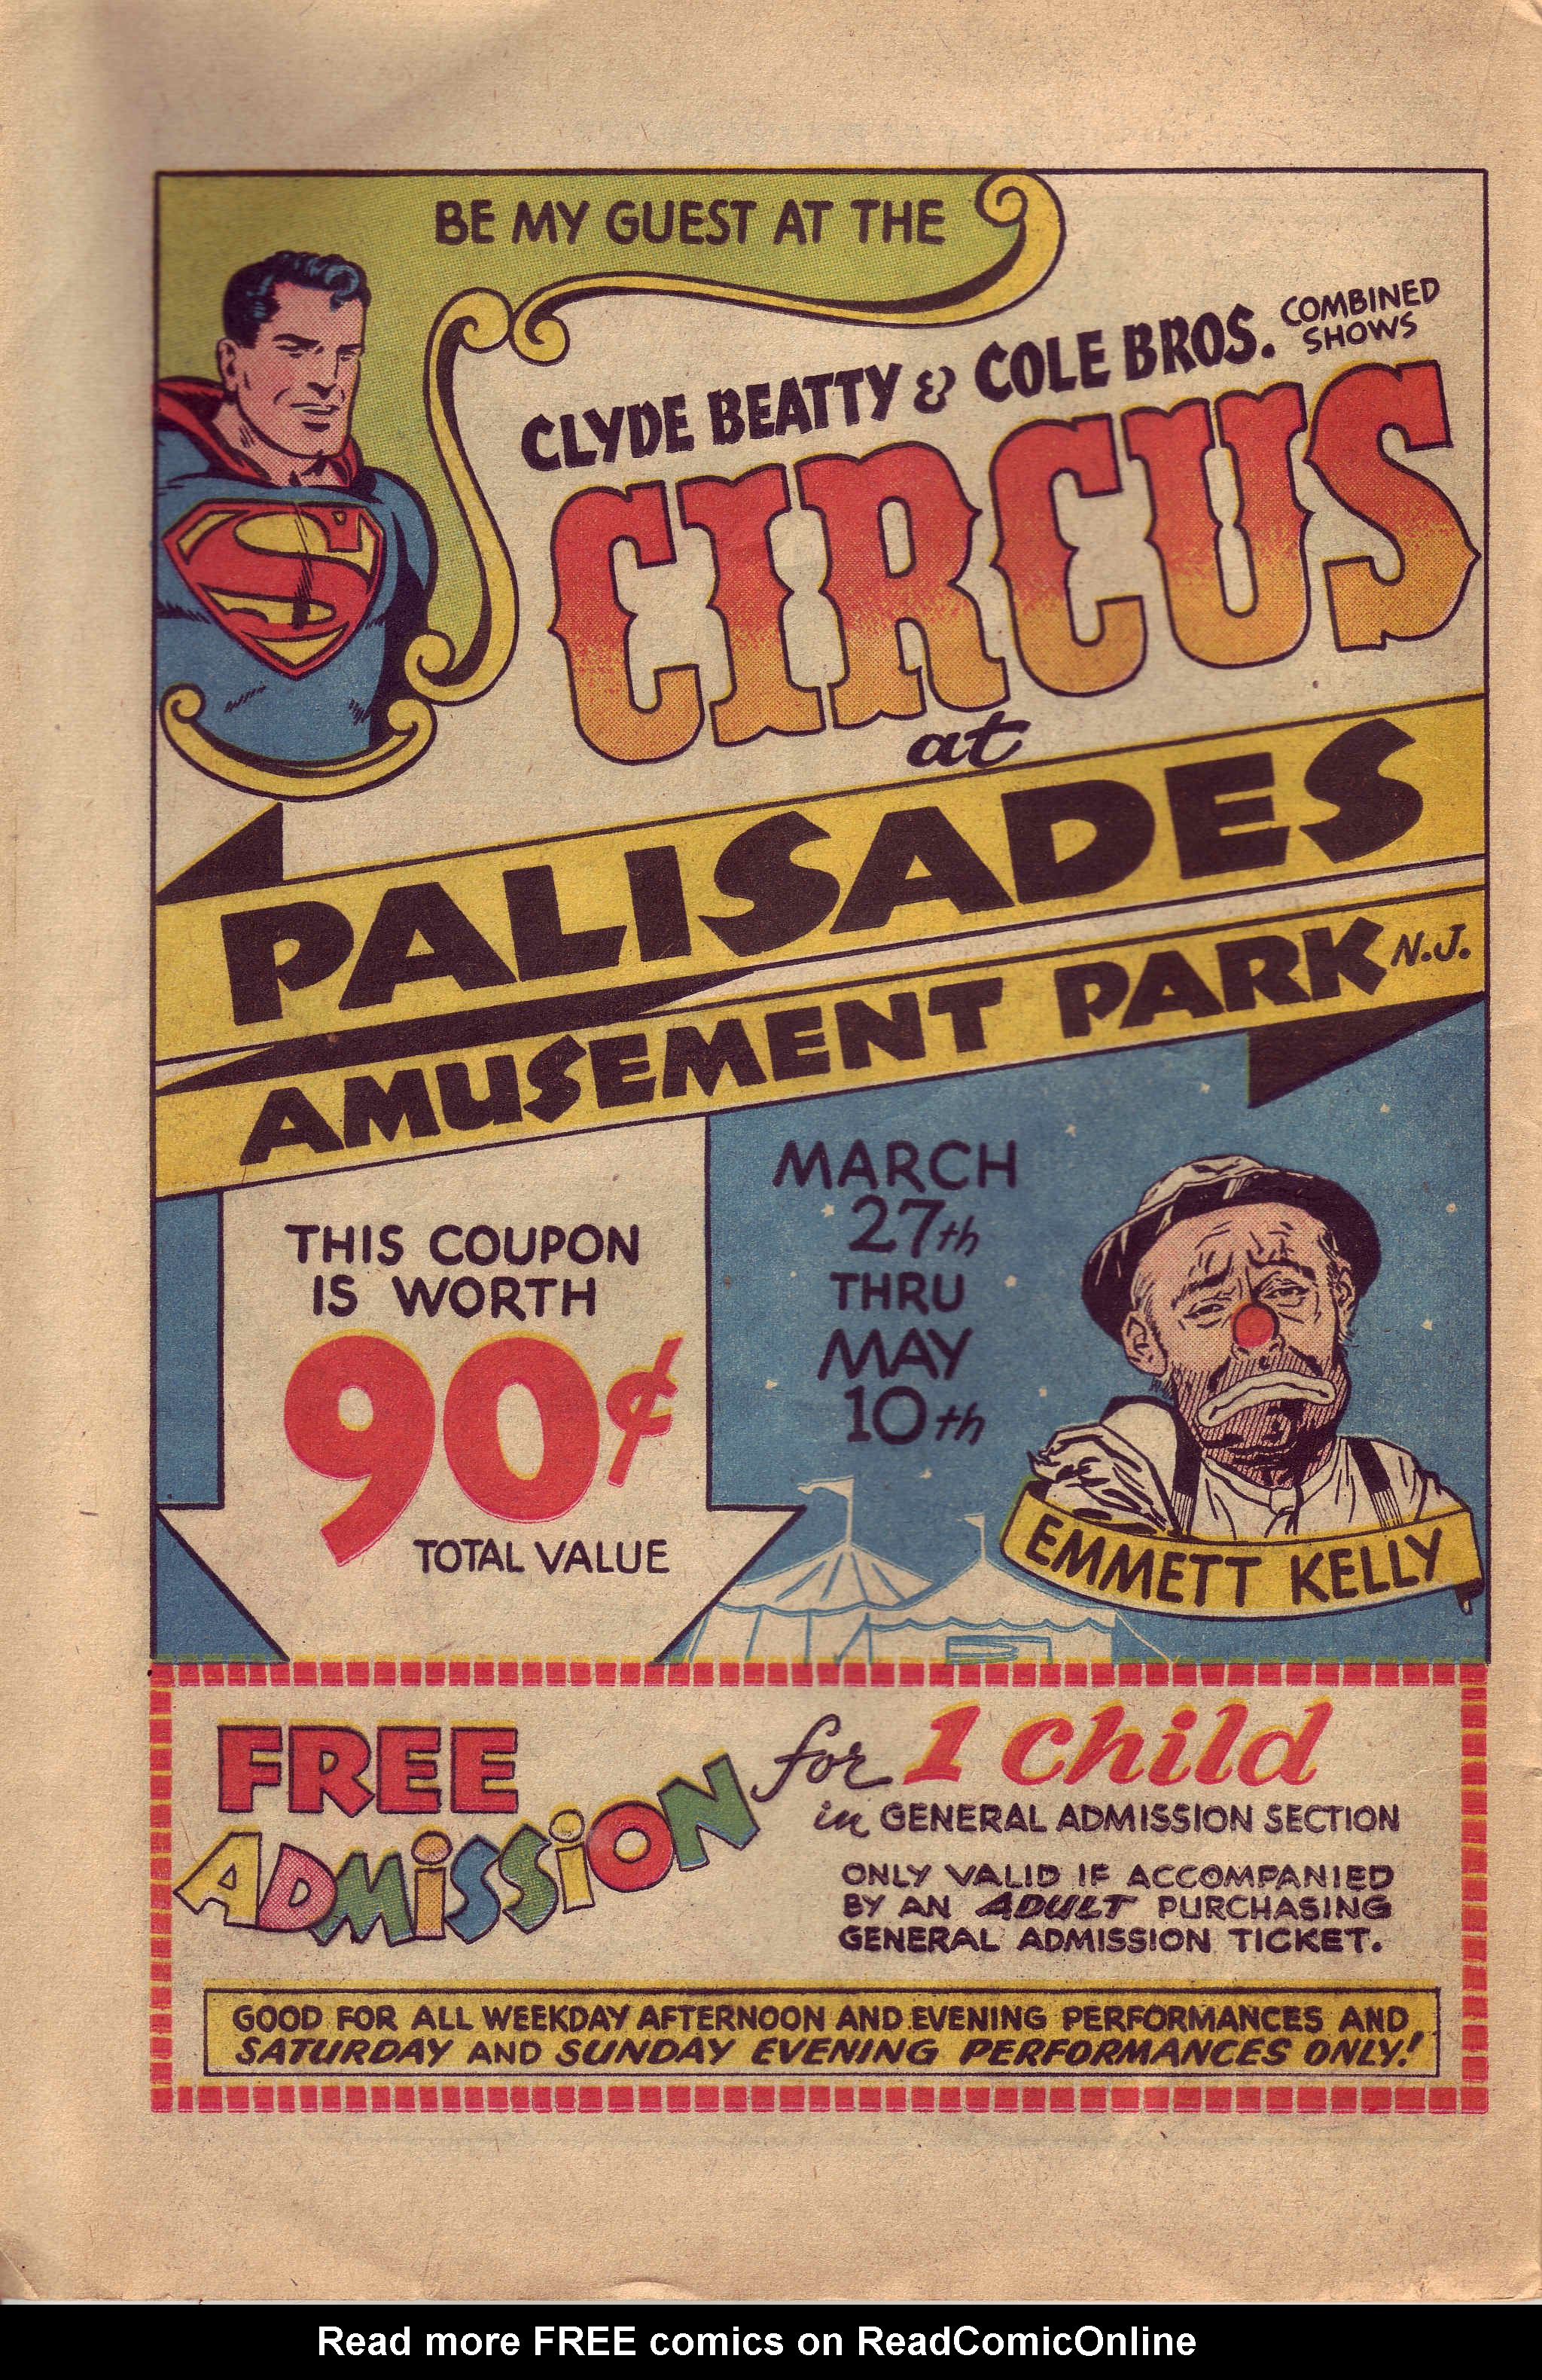 BE MY GUEST AT THE
CLYDE BEATTY & COLE BROS. COMBINED
SHOWS
CIRCUS
at
PALISADES
AMUSEMENT PARK N.J.
THIS COUPON
IS WORTH
90¢
TOTAL VALUE
MARCH
27th
THRU
MAY
10th
EMMETT KELLY
FREE
ADMISSION
for 1 child
in GENERAL ADMISSION SECTION
ONLY VALID IF ACCOMPANIED
BY AN ADULT PURCHASING
GENERAL ADMISSION TICKET.
GOOD FOR ALL WEEKDAY AFTERNOON AND EVENING PERFORMANCES AND
SATURDAY AND SUNDAY EVENING PERFORMANCES ONLY!
Read more FREE comics on ReadComicOnline